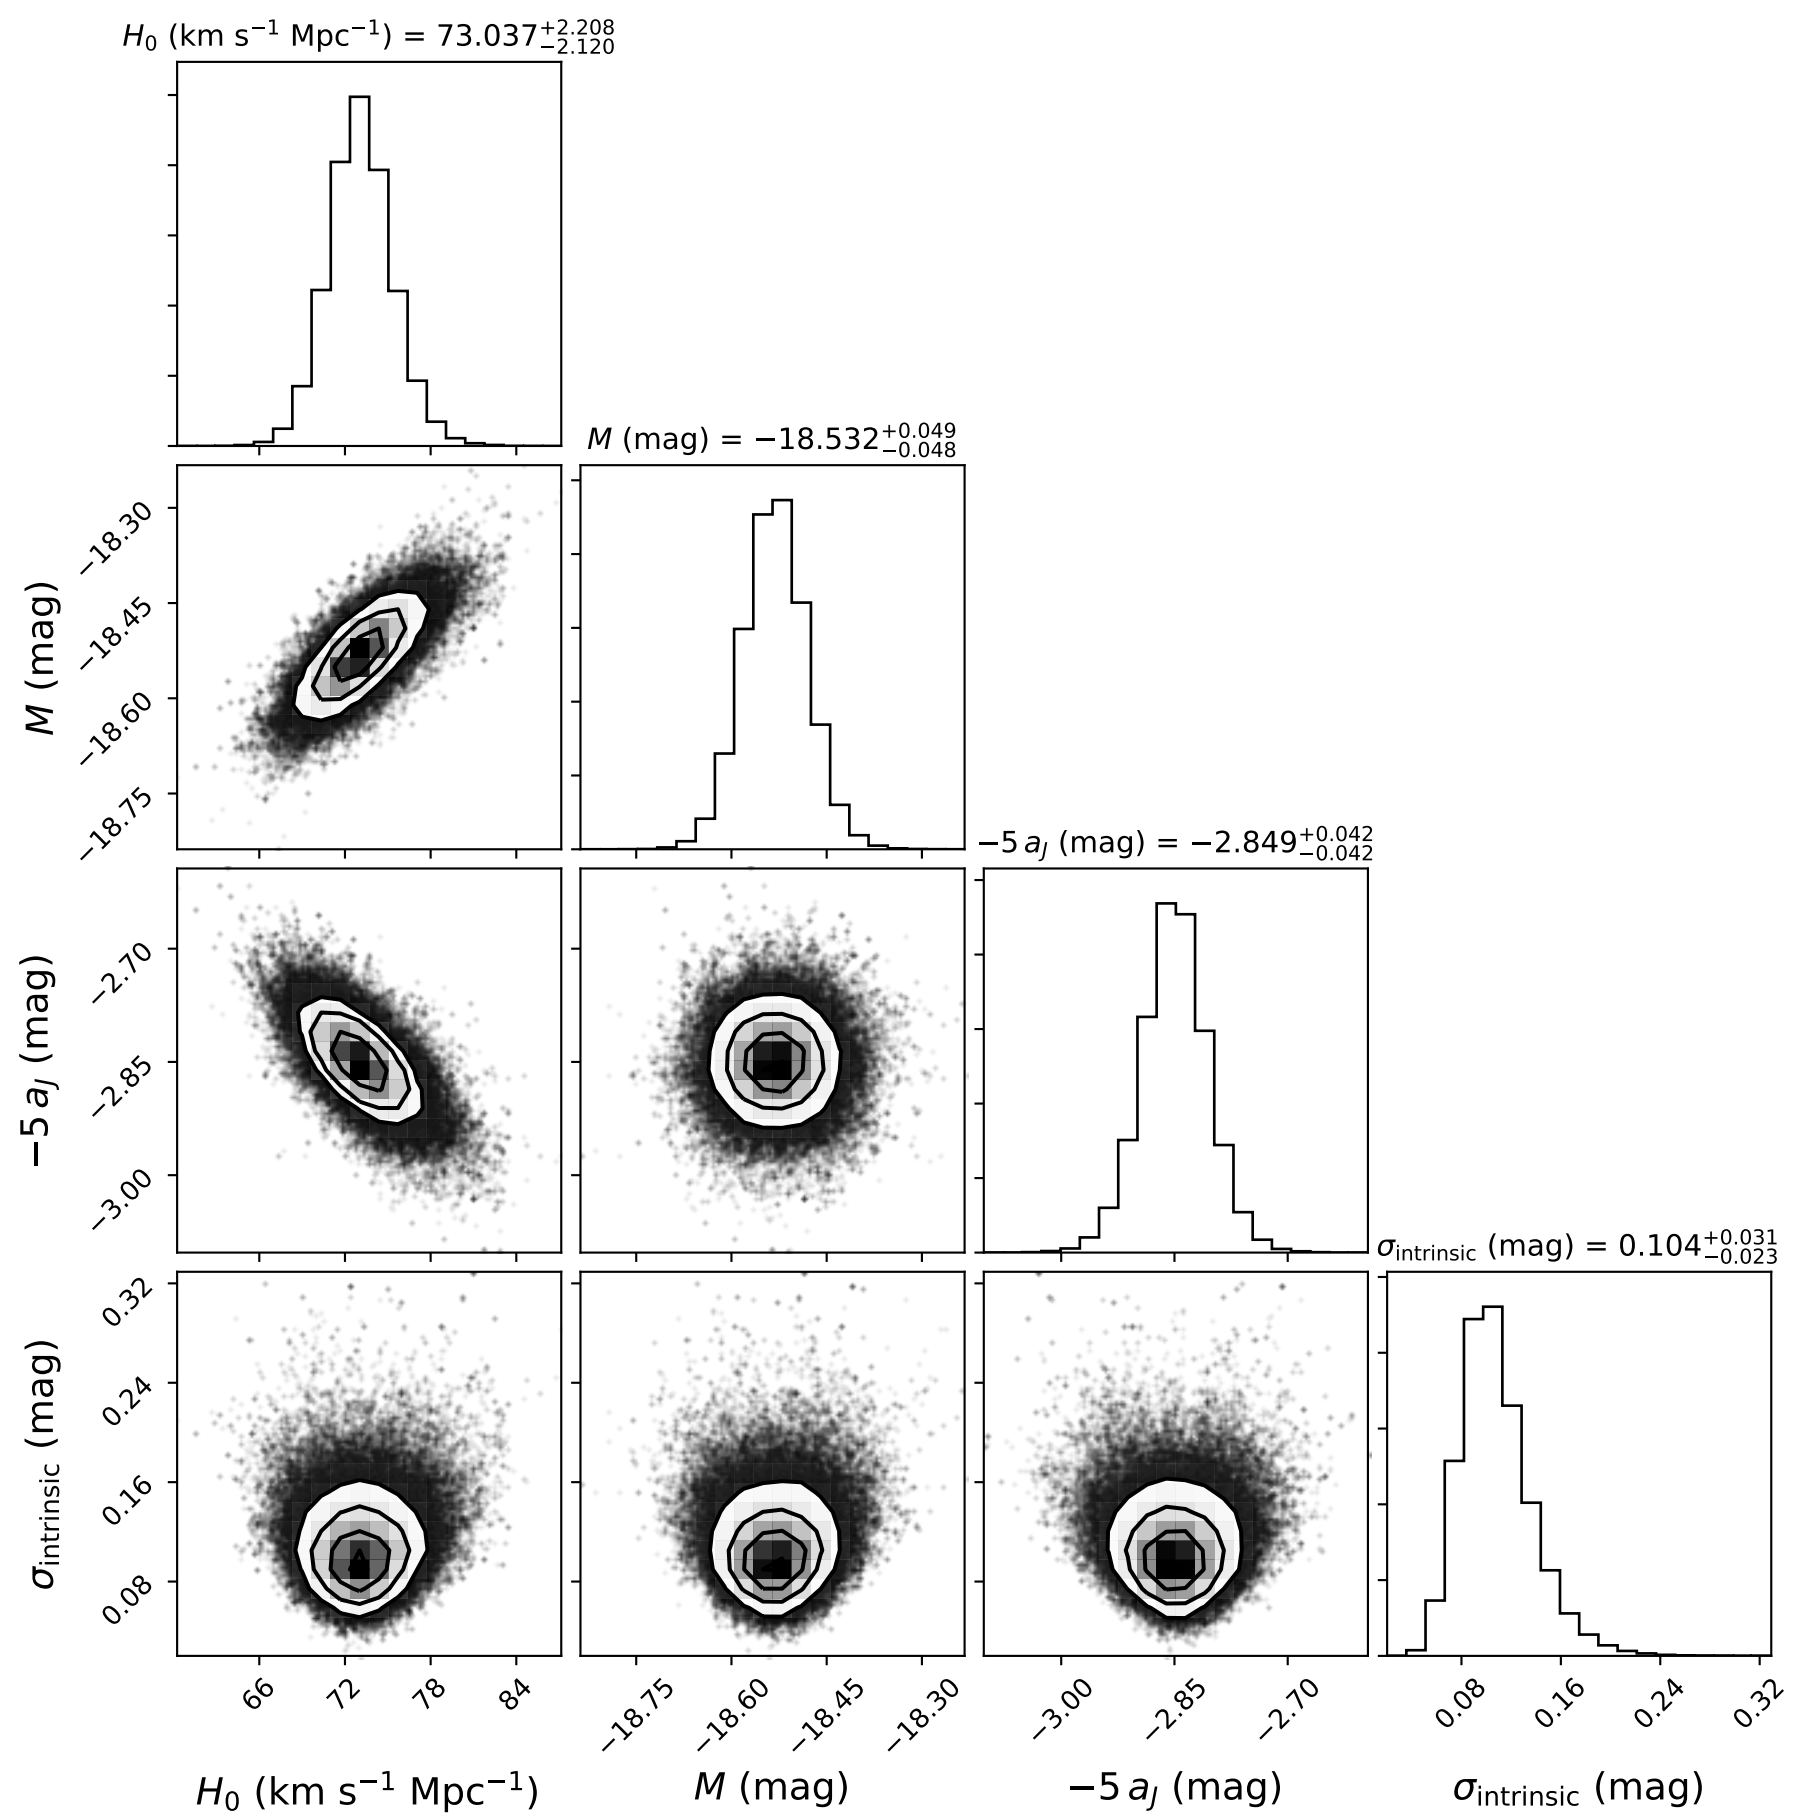 H₀ (km s⁻¹ Mpc⁻¹) = 73.037 +2.208 −2.120
M (mag) = −18.532 +0.049 −0.048
−18.30
−18.45
−18.60
−18.75
M (mag)
−5 a_J (mag) = −2.849 +0.042 −0.042
−2.70
−2.85
−3.00
−5 a_J (mag)
σ_intrinsic (mag) = 0.104 +0.031 −0.023
0.32
0.24
0.16
0.08
σ_intrinsic (mag)
66 72 78 84
−18.75 −18.60 −18.45 −18.30
−3.00 −2.85 −2.70
0.08 0.16 0.24 0.32
H₀ (km s⁻¹ Mpc⁻¹)
M (mag)
−5 a_J (mag)
σ_intrinsic (mag)